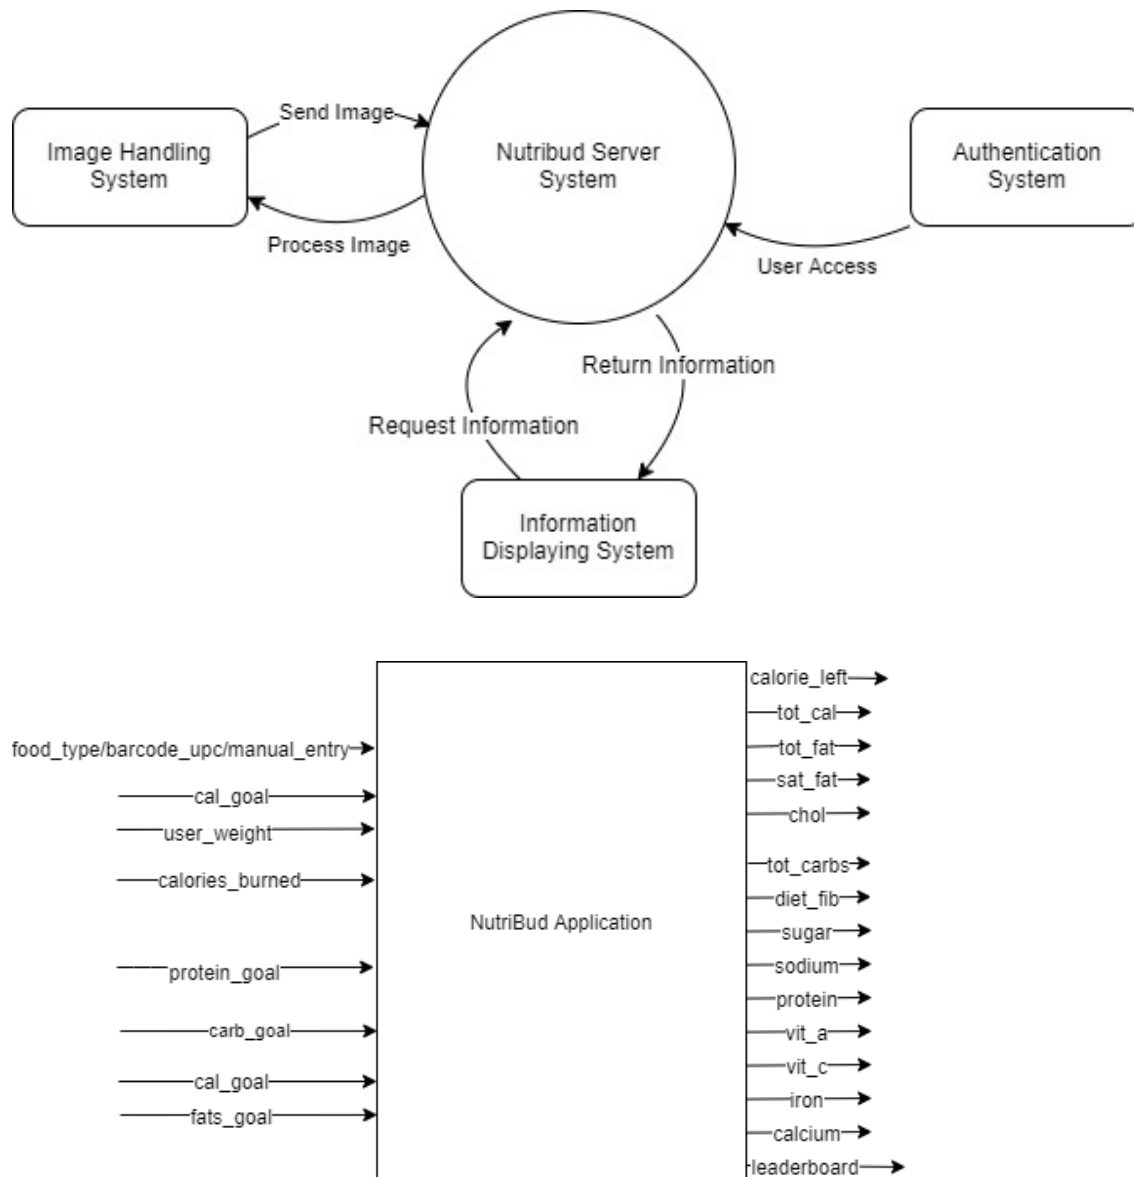 Send Image
Image Handling
System
Process Image
Nutribud Server
System
Authentication
System
User Access
Return Information
Request Information
Information
Displaying System
food_type/barcode_upc/manual_entry
cal_goal
user_weight
calories_burned
protein_goal
carb_goal
cal_goal
fats_goal
NutriBud Application
calorie_left
tot_cal
tot_fat
sat_fat
chol
tot_carbs
diet_fib
sugar
sodium
protein
vit_a
vit_c
iron
calcium
leaderboard